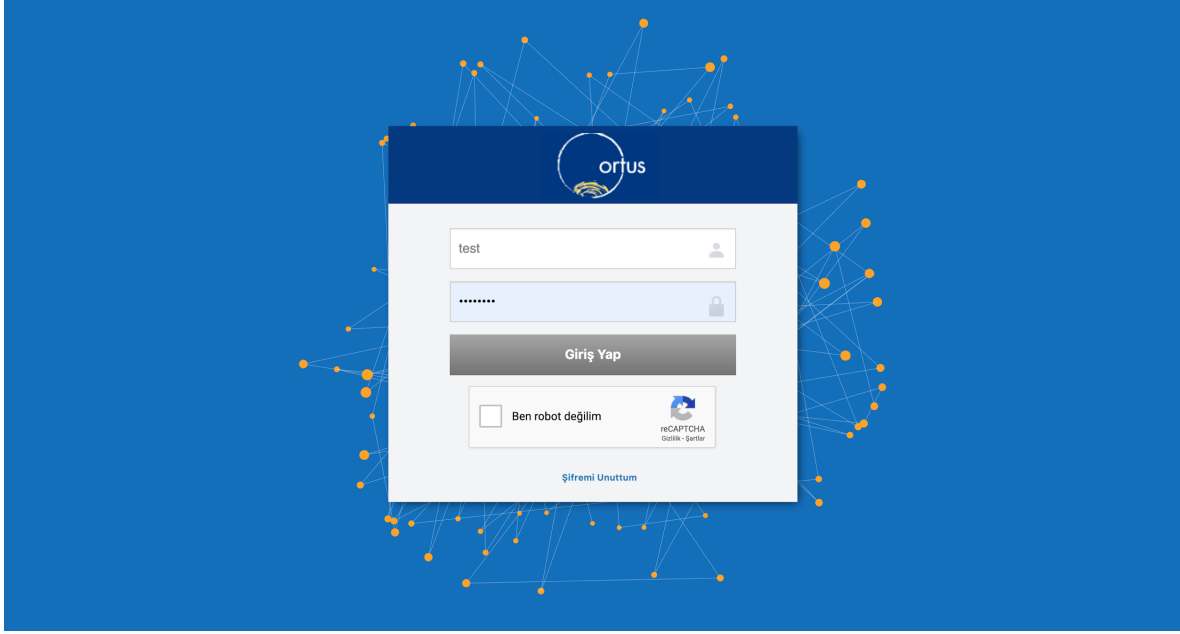 ortus
test
••••••••
Giriş Yap
Ben robot değilim
reCAPTCHA
Gizlilik - Şartlar
Şifremi Unuttum